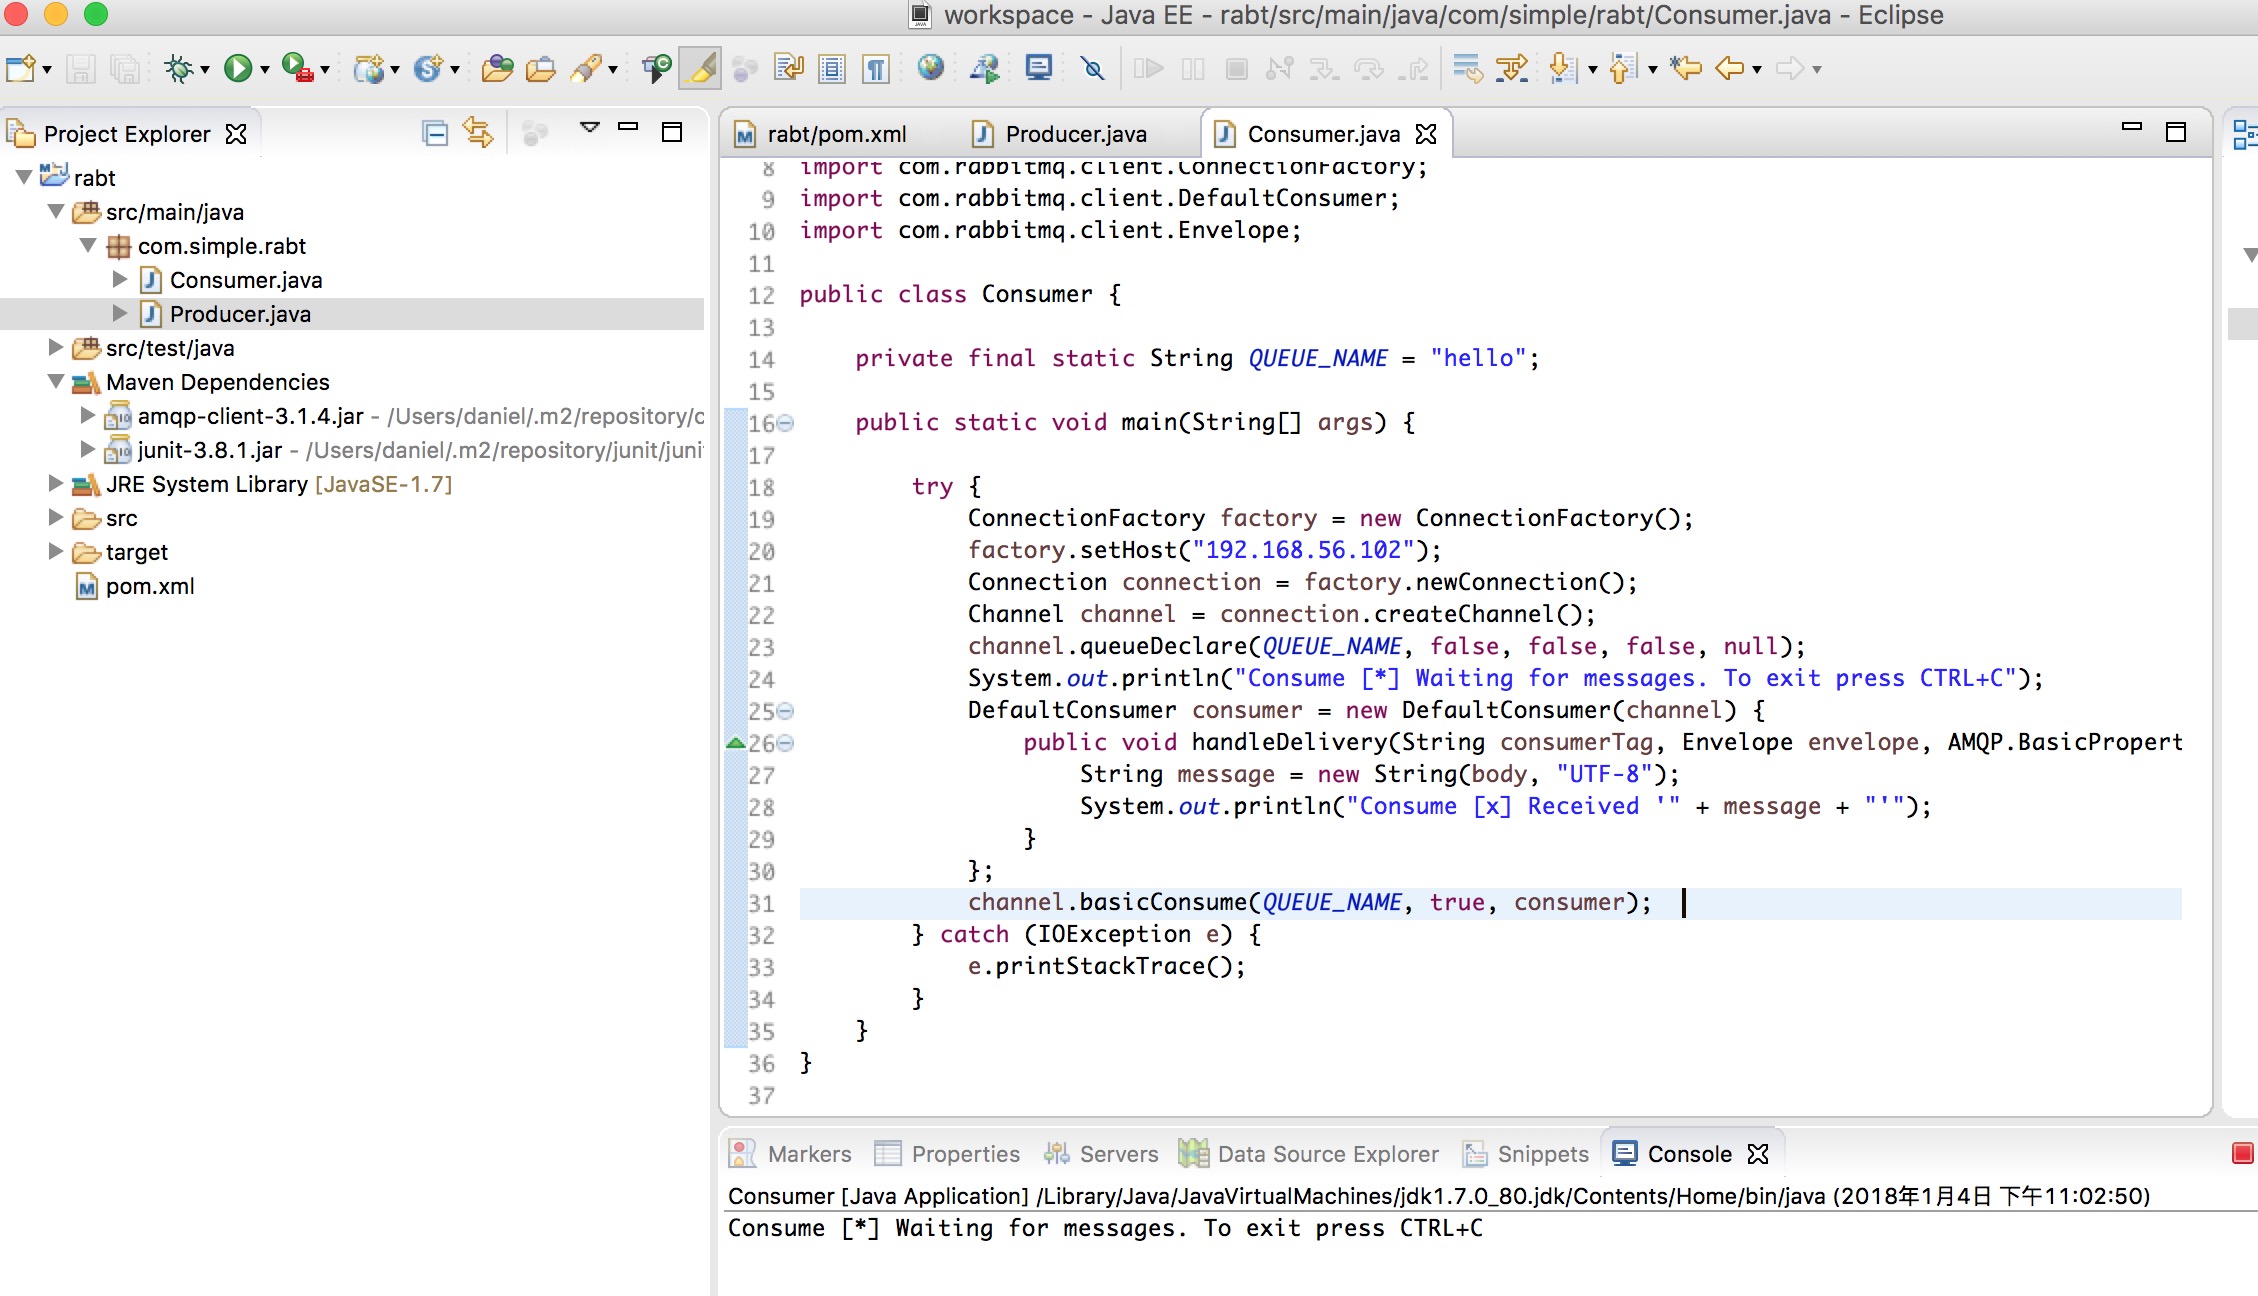 workspace - Java EE - rabt/src/main/java/com/simple/rabt/Consumer.java - Eclipse
Project Explorer
rabt
src/main/java
com.simple.rabt
Consumer.java
Producer.java
src/test/java
Maven Dependencies
amqp-client-3.1.4.jar - /Users/daniel/.m2/repository/c
junit-3.8.1.jar - /Users/daniel/.m2/repository/junit/juni
JRE System Library [JavaSE-1.7]
src
target
pom.xml
rabt/pom.xml Producer.java Consumer.java
8 import com.rabbitmq.client.ConnectionFactory;
9 import com.rabbitmq.client.DefaultConsumer;
10 import com.rabbitmq.client.Envelope;
11
12 public class Consumer {
13
14 private final static String QUEUE_NAME = "hello";
15
16 public static void main(String[] args) {
17
18 try {
19 ConnectionFactory factory = new ConnectionFactory();
20 factory.setHost("192.168.56.102");
21 Connection connection = factory.newConnection();
22 Channel channel = connection.createChannel();
23 channel.queueDeclare(QUEUE_NAME, false, false, false, null);
24 System.out.println("Consume [*] Waiting for messages. To exit press CTRL+C");
25 DefaultConsumer consumer = new DefaultConsumer(channel) {
26 public void handleDelivery(String consumerTag, Envelope envelope, AMQP.BasicPropert
27 String message = new String(body, "UTF-8");
28 System.out.println("Consume [x] Received '" + message + "'");
29 }
30 };
31 channel.basicConsume(QUEUE_NAME, true, consumer);
32 } catch (IOException e) {
33 e.printStackTrace();
34 }
35 }
36 }
37
Markers Properties Servers Data Source Explorer Snippets Console
Consumer [Java Application] /Library/Java/JavaVirtualMachines/jdk1.7.0_80.jdk/Contents/Home/bin/java (2018年1月4日 下午11:02:50)
Consume [*] Waiting for messages. To exit press CTRL+C